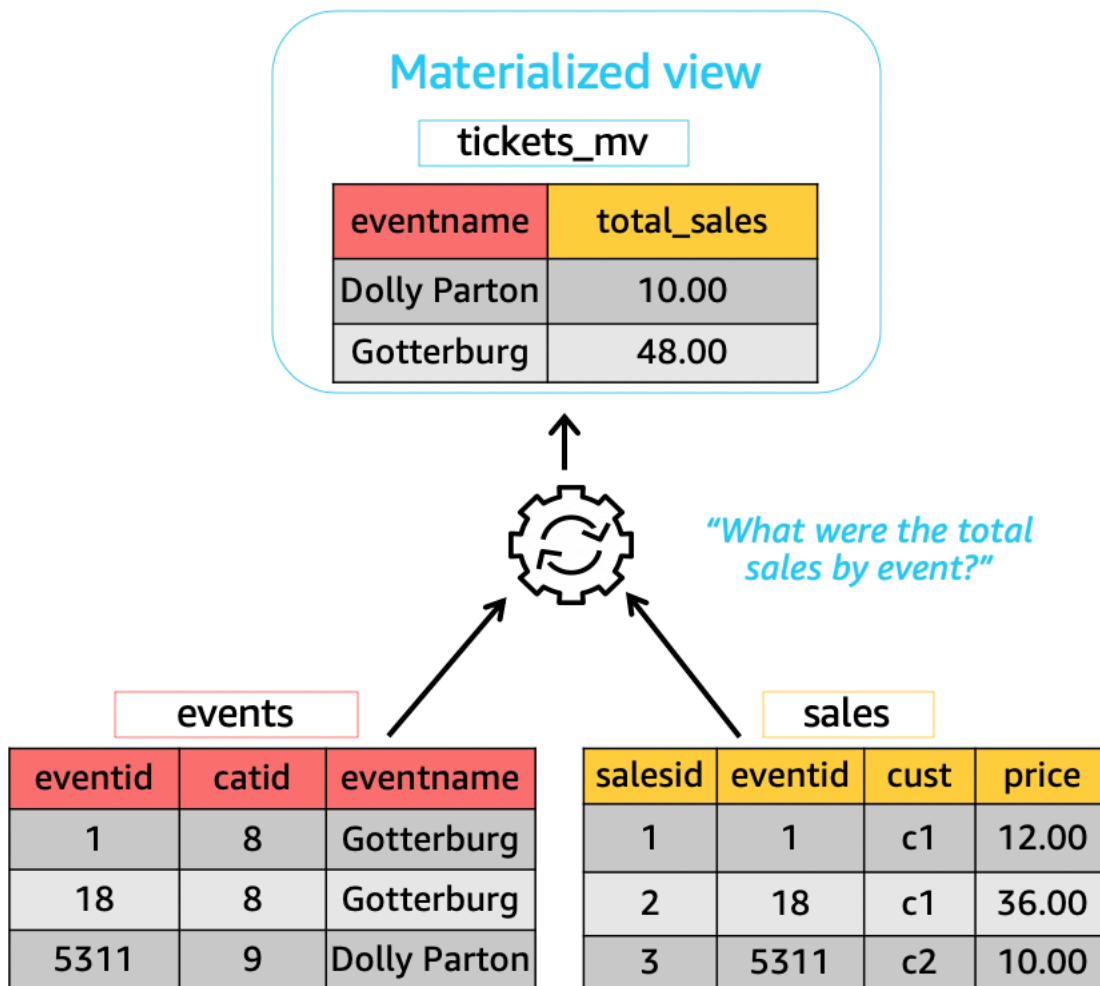 Materialized view
tickets_mv
eventname total_sales
Dolly Parton 10.00
Gotterburg 48.00
“What were the total
sales by event?”
events
eventid catid eventname
1 8 Gotterburg
18 8 Gotterburg
5311 9 Dolly Parton
sales
salesid eventid cust price
1 1 c1 12.00
2 18 c1 36.00
3 5311 c2 10.00